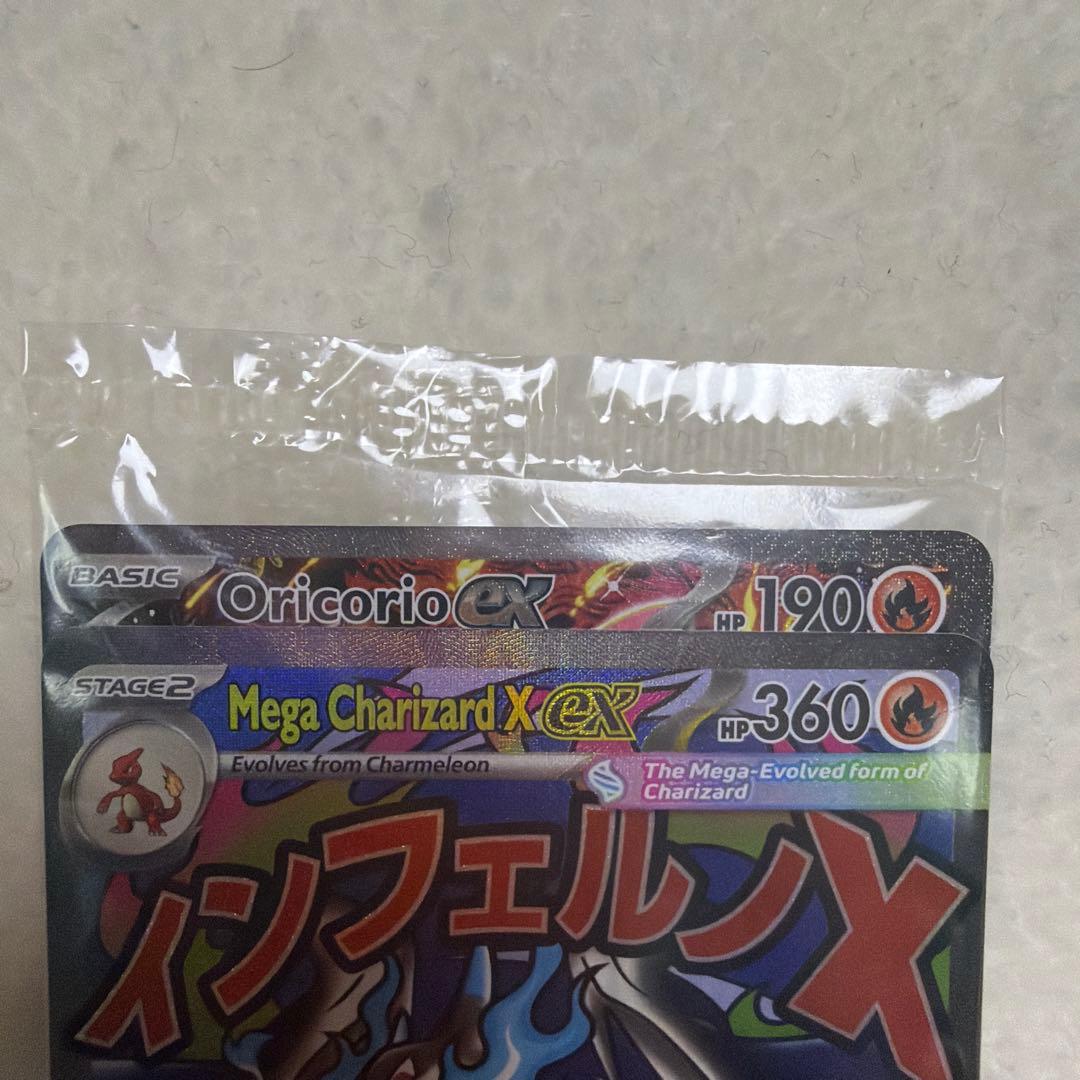 BASIC Oricorio ex HP 190
STAGE2 Mega Charizard X ex HP 360
Evolves from Charmeleon
The Mega-Evolved form of
Charizard
インフェルノX